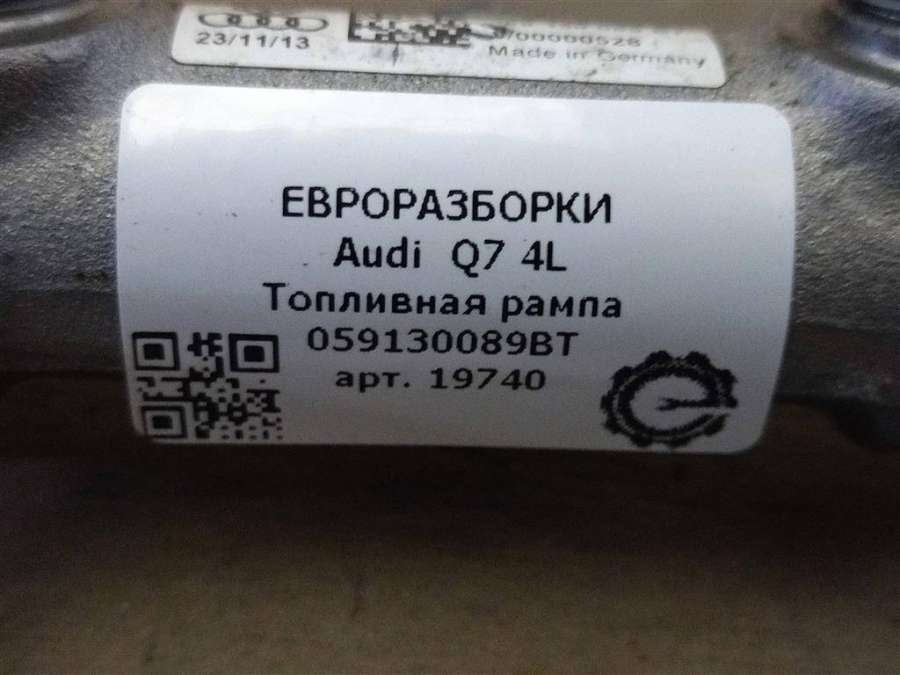 23/11/13
Made in Germany
ЕВРОРАЗБОРКИ
Audi Q7 4L
Топливная рампа
059130089BT
арт. 19740